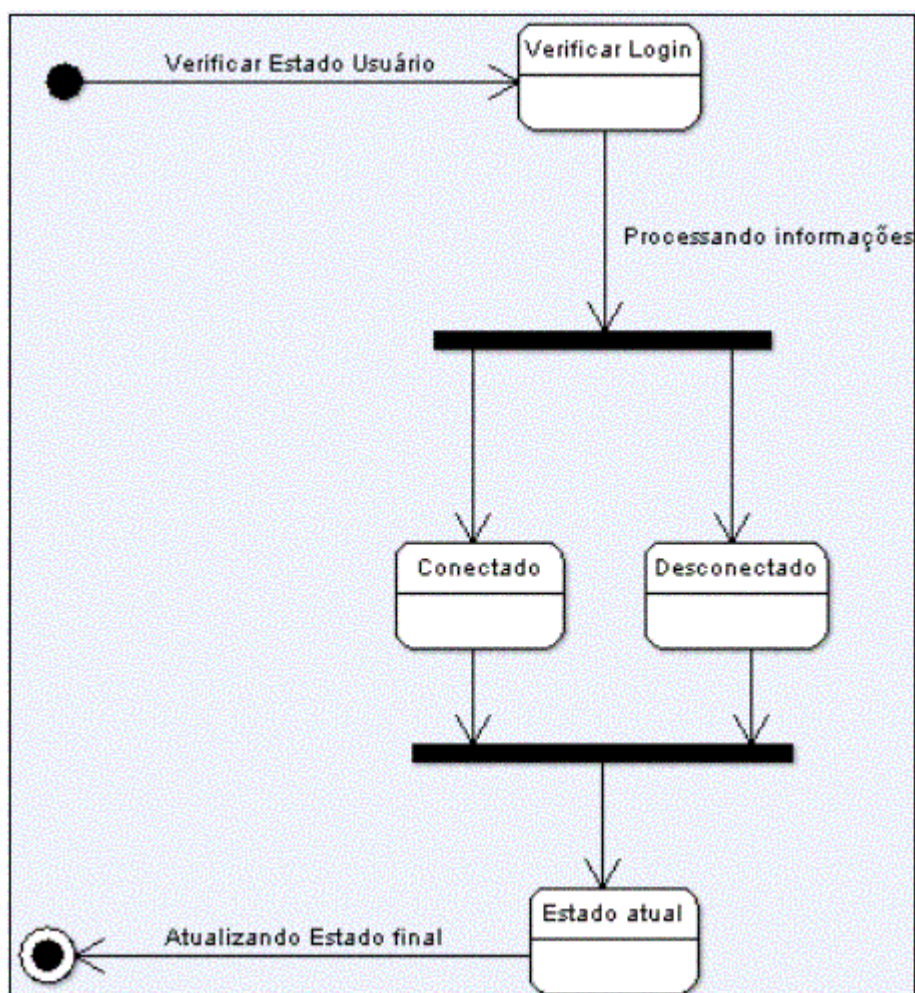 Verificar Login
Verificar Estado Usuário
Processando informações
Conectado
Desconectado
Estado atual
Atualizando Estado final